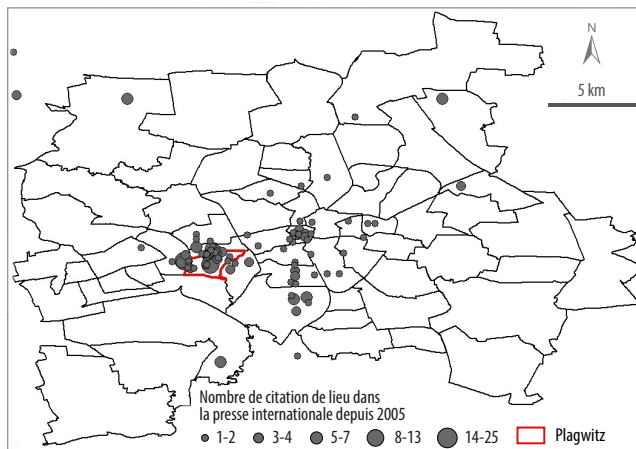 N
5 km
Nombre de citation de lieu dans
la presse internationale depuis 2005
1-2 3-4 5-7 8-13 14-25 Plagwitz